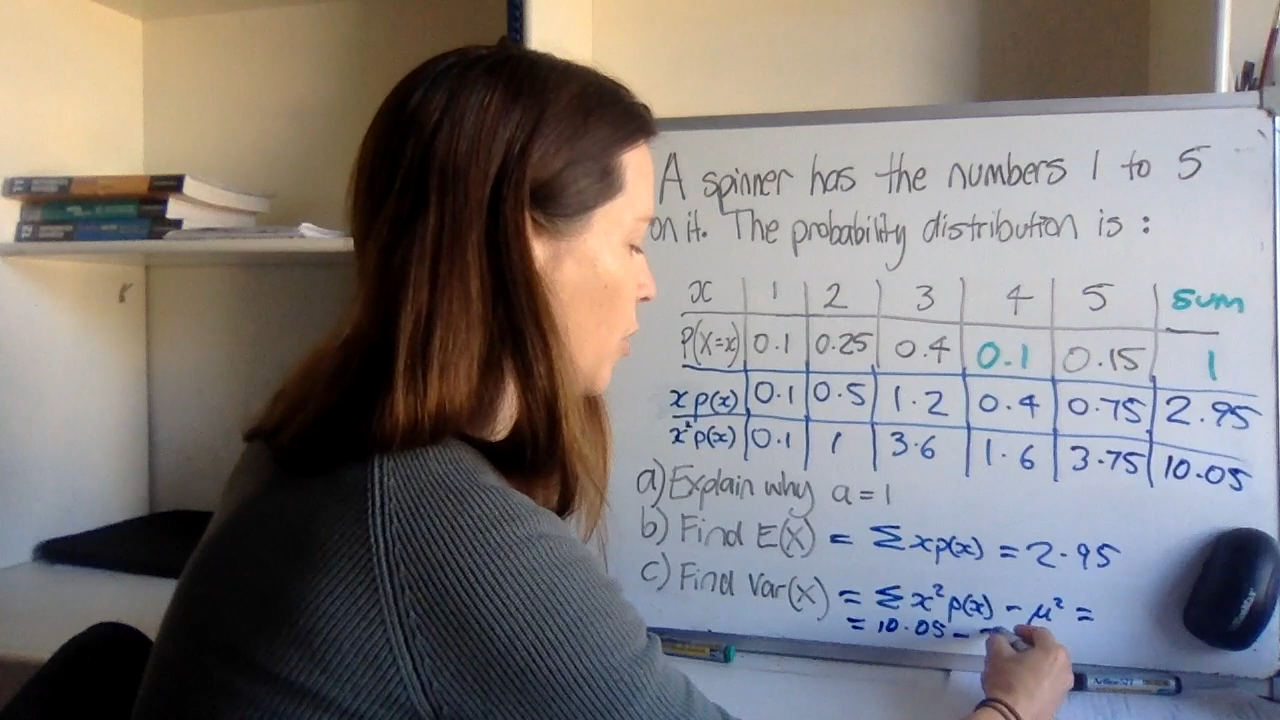 A spinner has the numbers 1 to 5
on it. The probability distribution is :
x 1 2 3 4 5 sum
P(X=x) 0.1 0.25 0.4 0.1 0.15 1
x p(x) 0.1 0.5 1.2 0.4 0.75 2.95
x² p(x) 0.1 1 3.6 1.6 3.75 10.05
a) Explain why a = 1
b) Find E(X) = Σ x p(x) = 2.95
c) Find Var(X) = Σ x² p(x) - μ² =
= 10.05 -